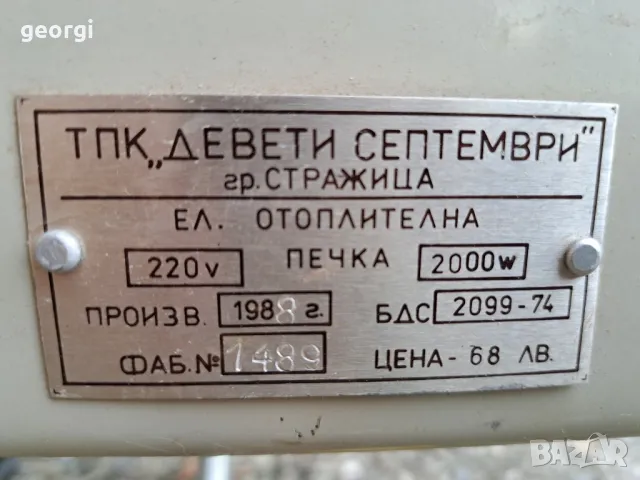 georgi
ТПК „ДЕВЕТИ СЕПТЕМВРИ"
гр. СТРАЖИЦА
ЕЛ. ОТОПЛИТЕЛНА
220v ПЕЧКА 2000w
ПРОИЗВ. 1988 г. БДС 2099-74
ФАБ.№ 1489 ЦЕНА - 68 ЛВ.
BAZAR